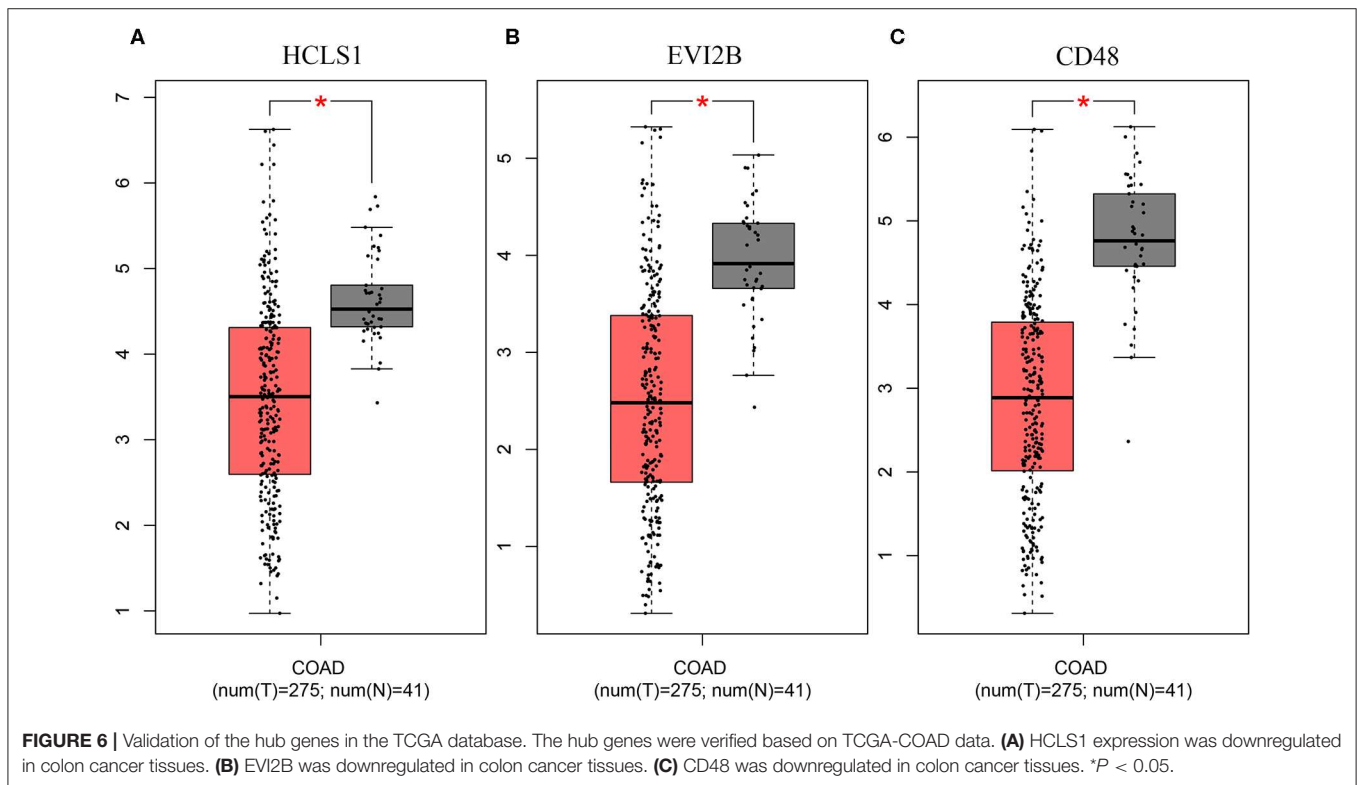 A
HCLS1
*
7
6
5
4
3
2
1
COAD
(num(T)=275; num(N)=41)
B
EVI2B
*
5
4
3
2
1
COAD
(num(T)=275; num(N)=41)
C
CD48
*
6
5
4
3
2
1
COAD
(num(T)=275; num(N)=41)
FIGURE 6 | Validation of the hub genes in the TCGA database. The hub genes were verified based on TCGA-COAD data. (A) HCLS1 expression was downregulated
in colon cancer tissues. (B) EVI2B was downregulated in colon cancer tissues. (C) CD48 was downregulated in colon cancer tissues. *P < 0.05.